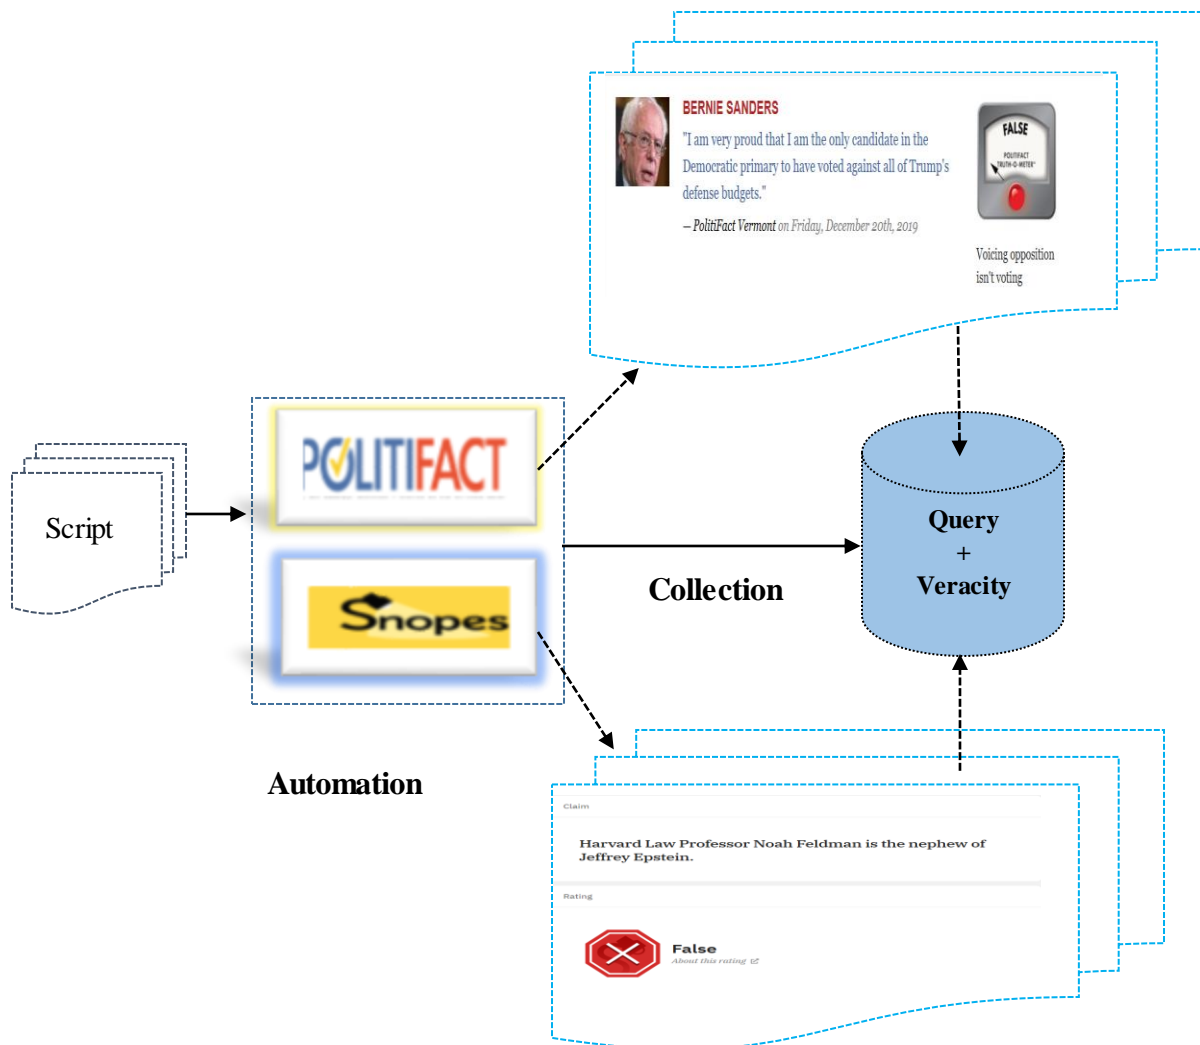 BERNIE SANDERS
"I am very proud that I am the only candidate in the
Democratic primary to have voted against all of Trump's
defense budgets."
— PolitiFact Vermont on Friday, December 20th, 2019
FALSE
POLITIFACT
TRUTH-O-METER™
Voicing opposition
isn't voting
POLITIFACT
Script
Snopes
Collection
Query
+
Veracity
Automation
Claim
Harvard Law Professor Noah Feldman is the nephew of
Jeffrey Epstein.
Rating
False
About this rating